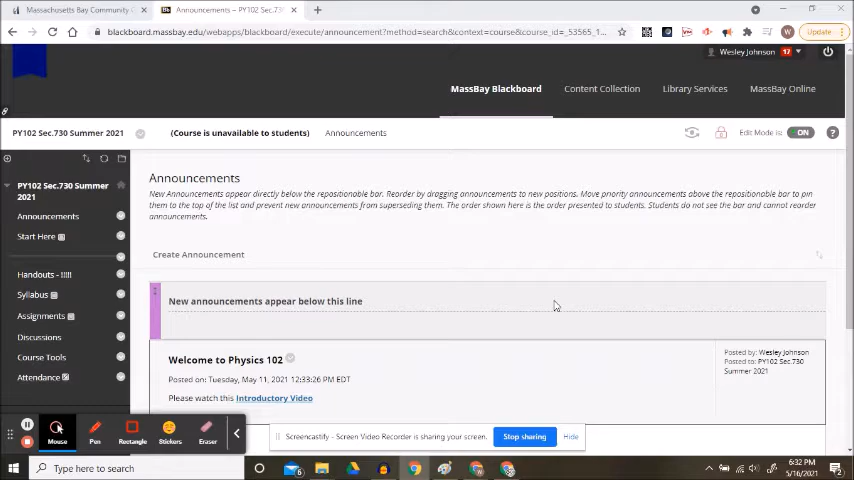 Massachusetts Bay Community C
Announcements – PY102 Sec.730
blackboard.massbay.edu/webapps/blackboard/execute/announcement?method=search&context=course&course_id=_53565_1...
Update
Wesley Johnson 17
MassBay Blackboard
Content Collection
Library Services
MassBay Online
PY102 Sec.730 Summer 2021
(Course is unavailable to students)
Announcements
Edit Mode is: ON
PY102 Sec.730 Summer
2021
Announcements
Start Here
Handouts - !!!!!
Syllabus
Assignments
Discussions
Course Tools
Attendance
Announcements
New Announcements appear directly below the repositionable bar. Reorder by dragging announcements to new positions. Move priority announcements above the repositionable bar to pin
them to the top of the list and prevent new announcements from superseding them. The order shown here is the order presented to students. Students do not see the bar and cannot reorder
announcements.
Create Announcement
New announcements appear below this line
Welcome to Physics 102
Posted on: Tuesday, May 11, 2021 12:33:26 PM EDT
Please watch this Introductory Video
Posted by: Wesley Johnson
Posted to: PY102 Sec.730
Summer 2021
Mouse
Pen
Rectangle
Stickers
Eraser
Screencastify - Screen Video Recorder is sharing your screen.
Stop sharing
Hide
Type here to search
6:32 PM
5/16/2021